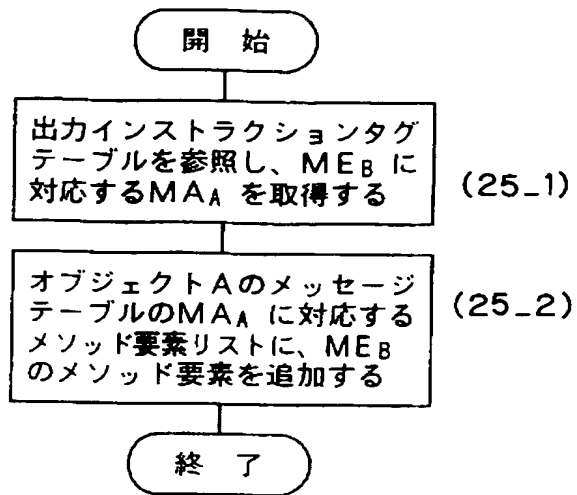 開 始
出力インストラクションタグ
テーブルを参照し、MEB に
対応するMAA を取得する
(25_1)
オブジェクトAのメッセージ
テーブルのMAA に対応する
メソッド要素リストに、MEB
のメソッド要素を追加する
(25_2)
終 了